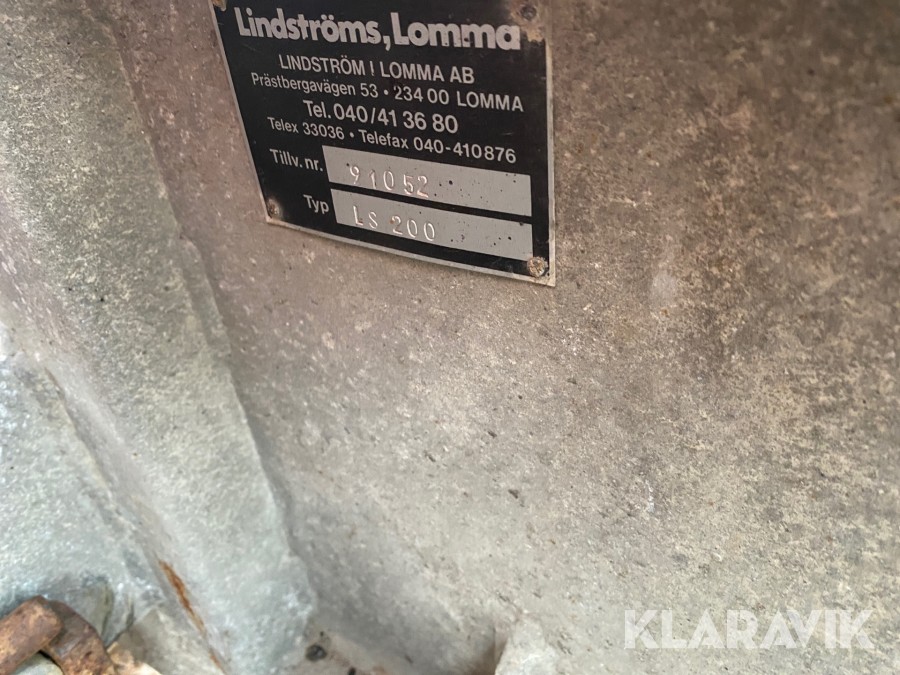 Lindströms, Lomma
LINDSTRÖM I LOMMA AB
Prästbergavägen 53 • 234 00 LOMMA
Tel. 040/41 36 80
Telex 33036 • Telefax 040-410876
Tillv. nr. 91052
Typ LS 200
KLARAVIK